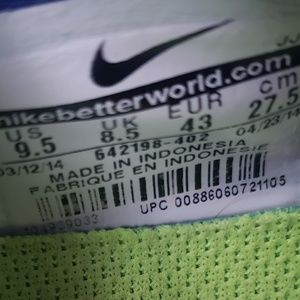 nikebetterworld.com
US UK EUR cm
9.5 8.5 43 27.5
642198-402
03/12/14 04/23/14
MADE IN INDONESIA
FABRIQUE EN INDONESIE
UPC 00886060721105